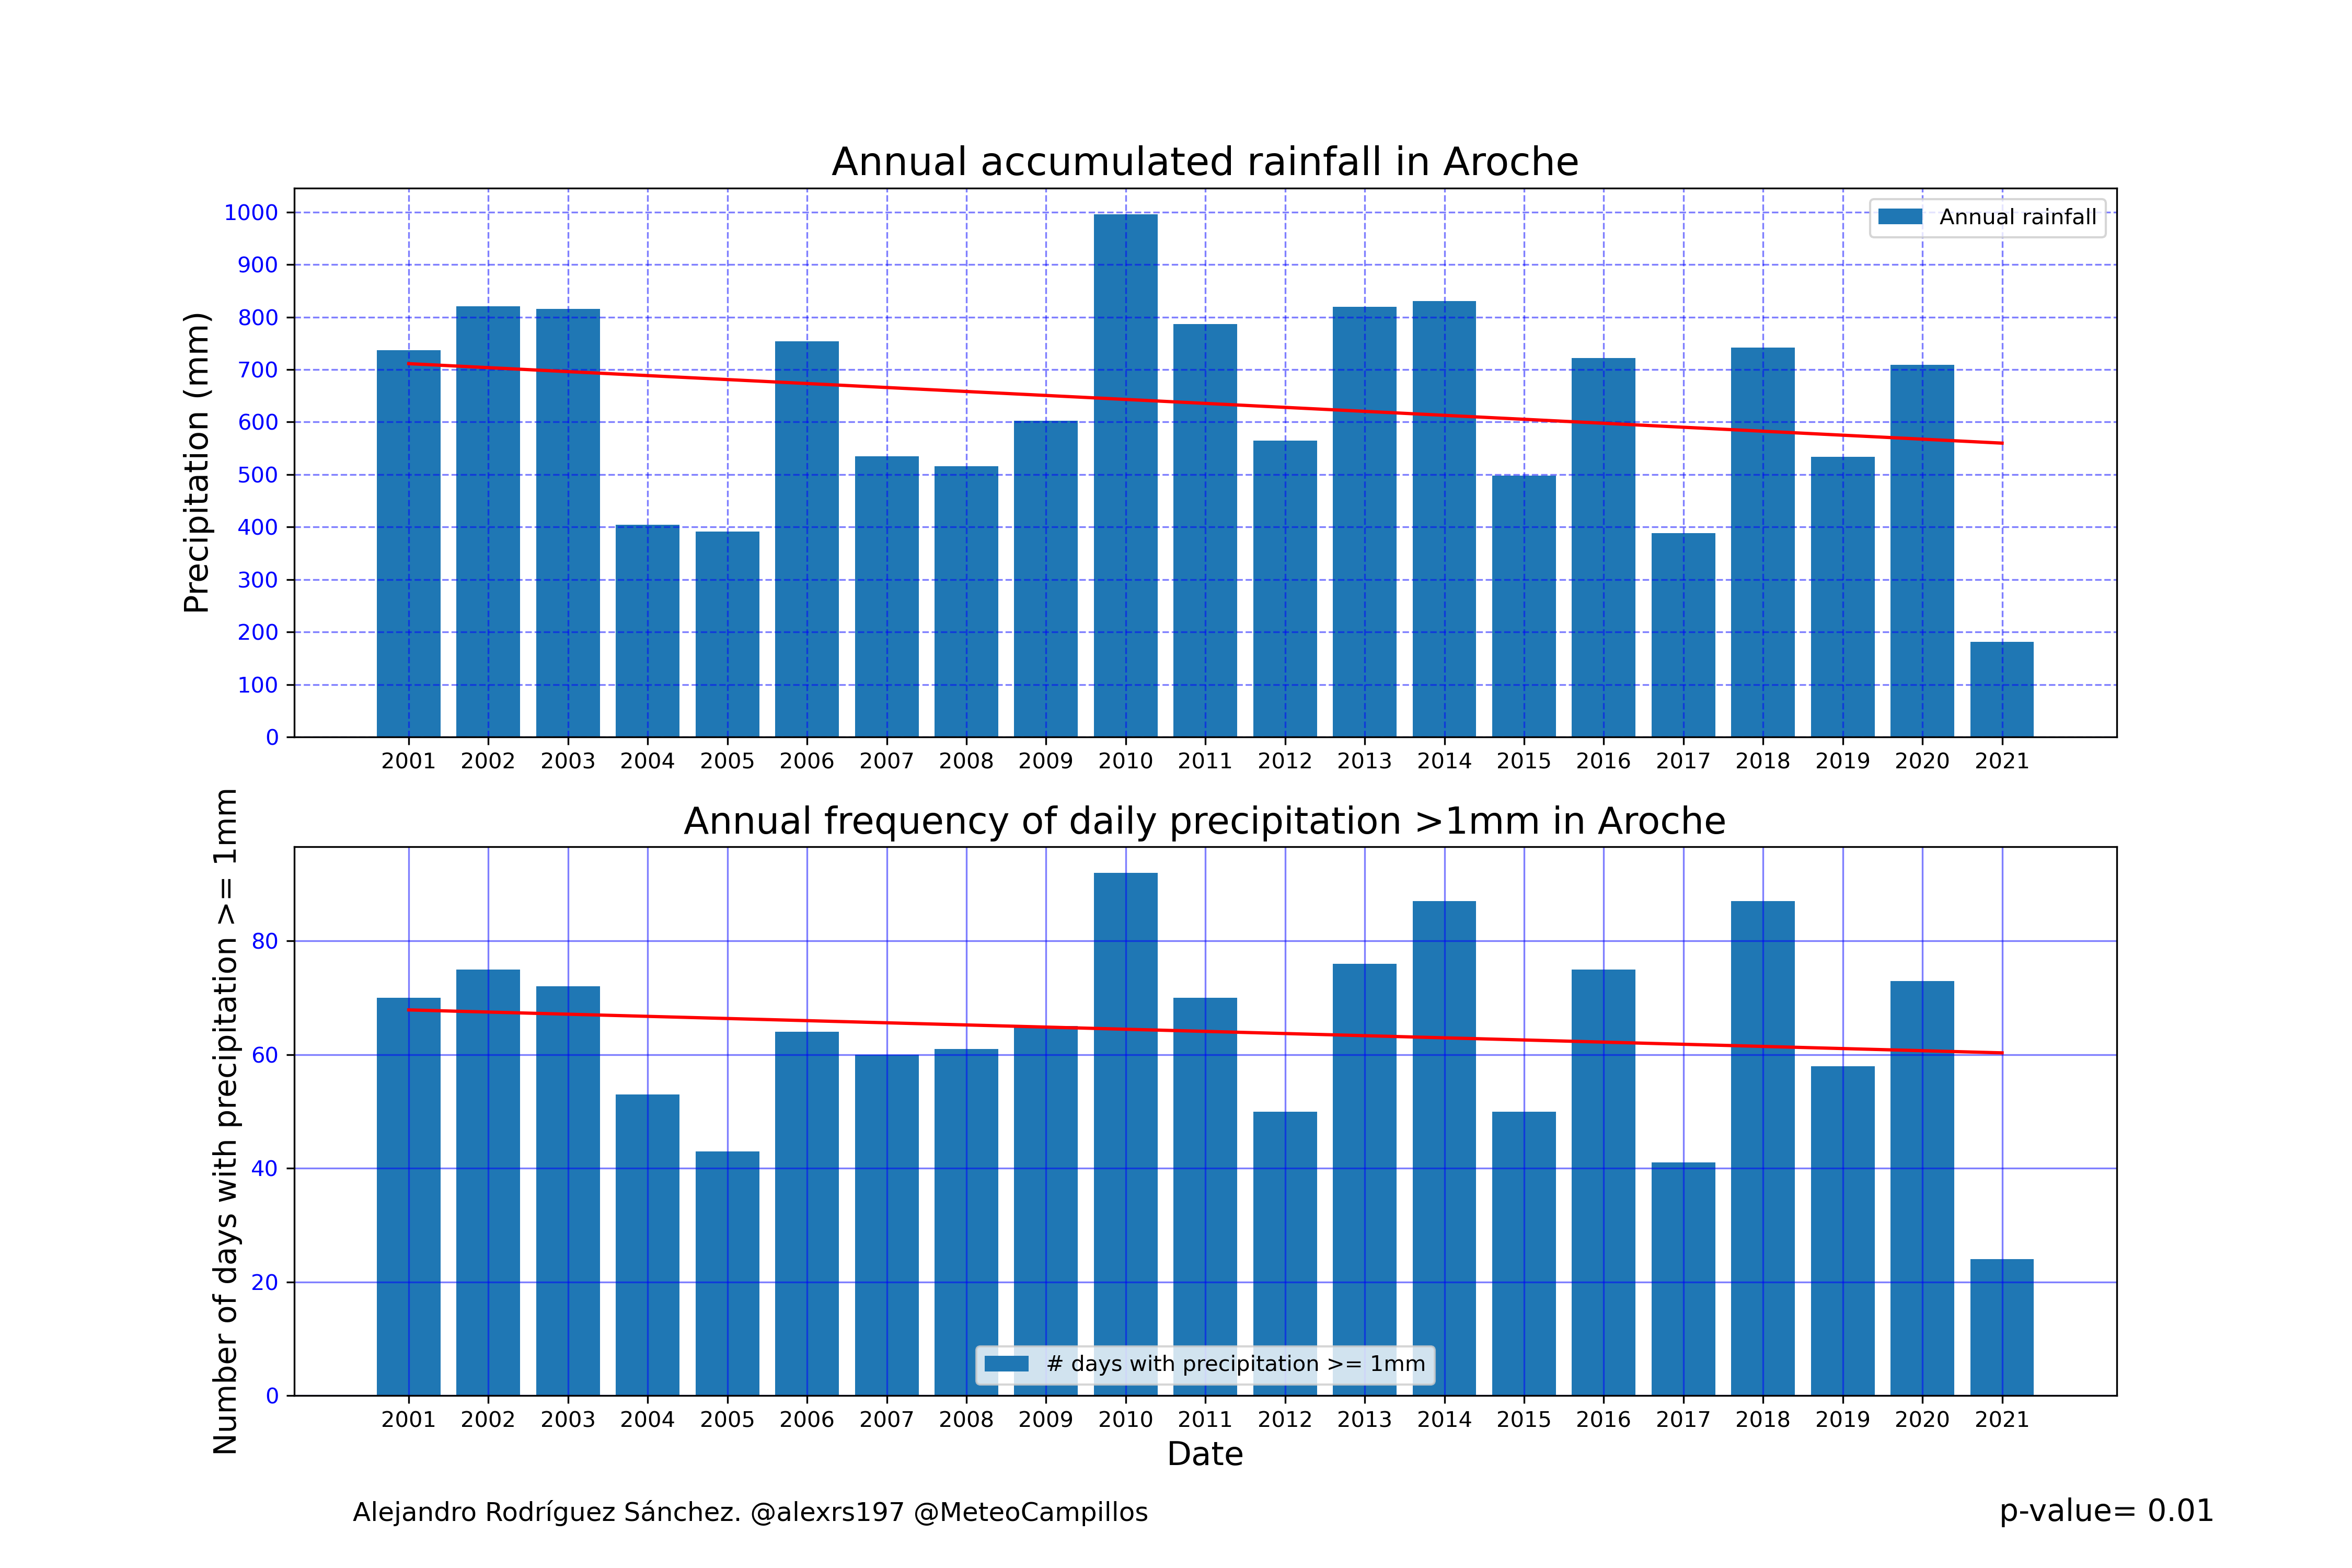 Annual accumulated rainfall in Aroche
Precipitation (mm)
1000
900
800
700
600
500
400
300
200
100
0
Annual rainfall
2001 2002 2003 2004 2005 2006 2007 2008 2009 2010 2011 2012 2013 2014 2015 2016 2017 2018 2019 2020 2021
Annual frequency of daily precipitation >1mm in Aroche
Number of days with precipitation >= 1mm
80
60
40
20
0
# days with precipitation >= 1mm
2001 2002 2003 2004 2005 2006 2007 2008 2009 2010 2011 2012 2013 2014 2015 2016 2017 2018 2019 2020 2021
Date
Alejandro Rodríguez Sánchez. @alexrs197 @MeteoCampillos
p-value= 0.01